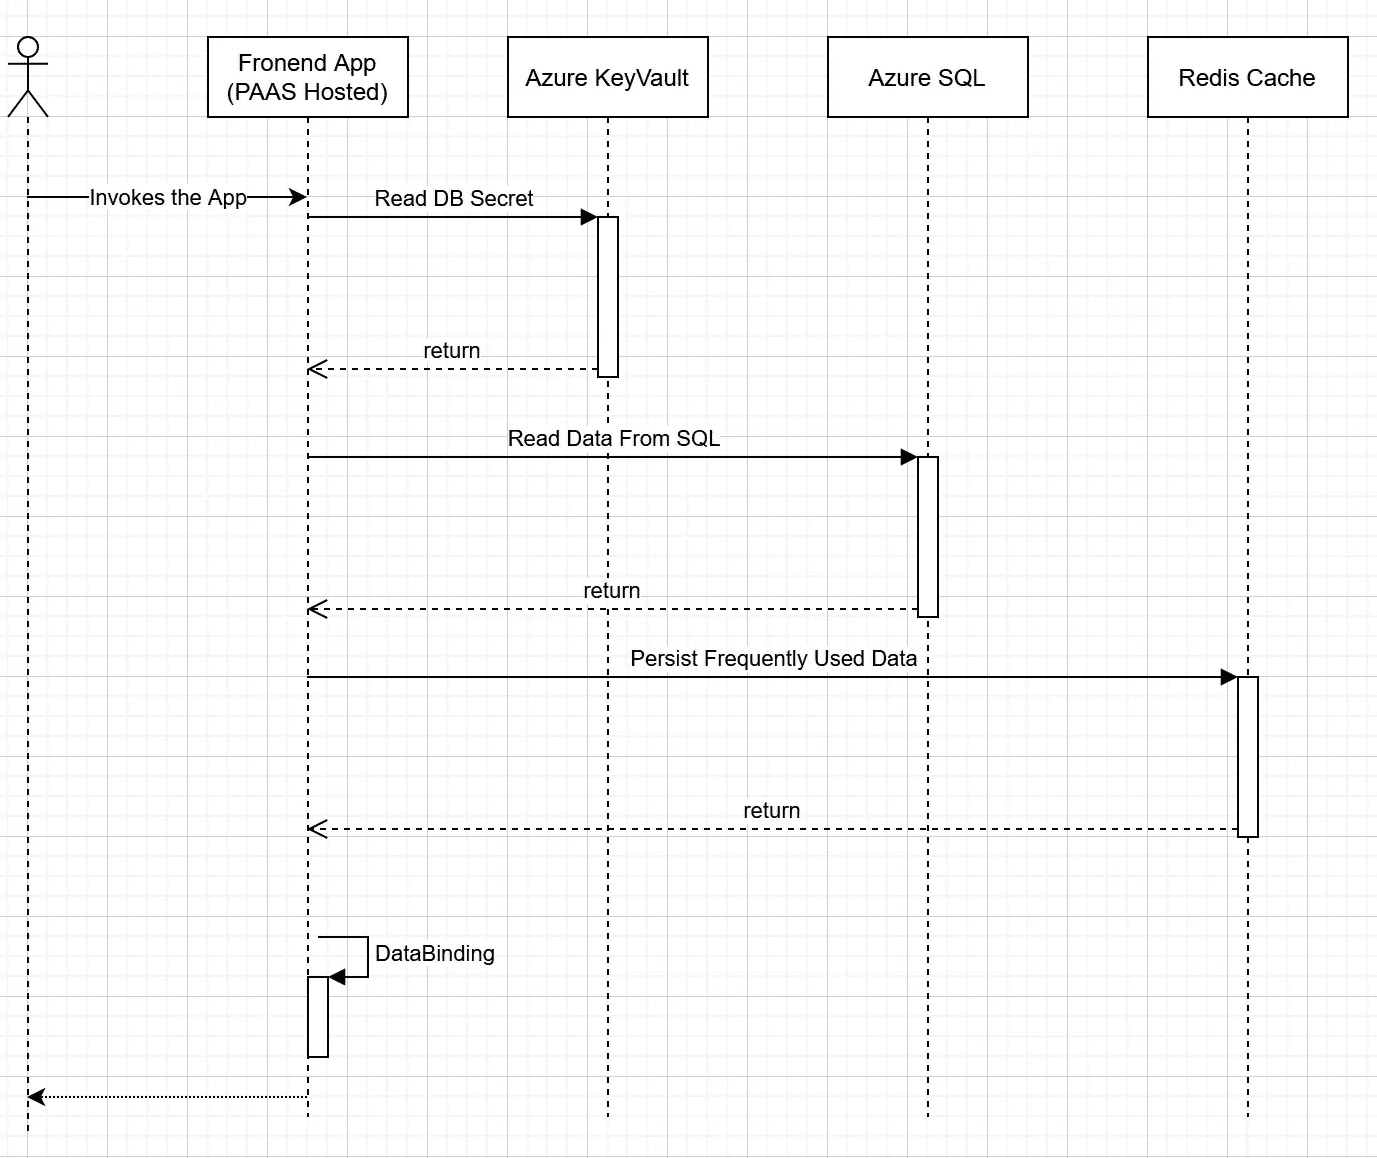 Fronend App
(PAAS Hosted)
Azure KeyVault
Azure SQL
Redis Cache
Invokes the App
Read DB Secret
return
Read Data From SQL
return
Persist Frequently Used Data
return
DataBinding